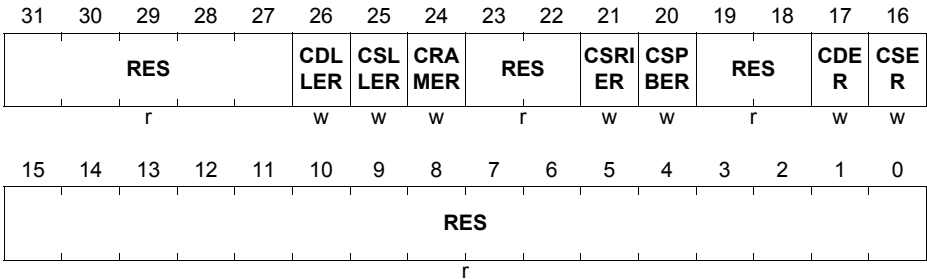 31 30 29 28 27 26 25 24 23 22 21 20 19 18 17 16
RES CDL LER CSL LER CRA MER RES CSRI ER CSP BER RES CDE R CSE R
r w w w r w w r w w
15 14 13 12 11 10 9 8 7 6 5 4 3 2 1 0
RES
r